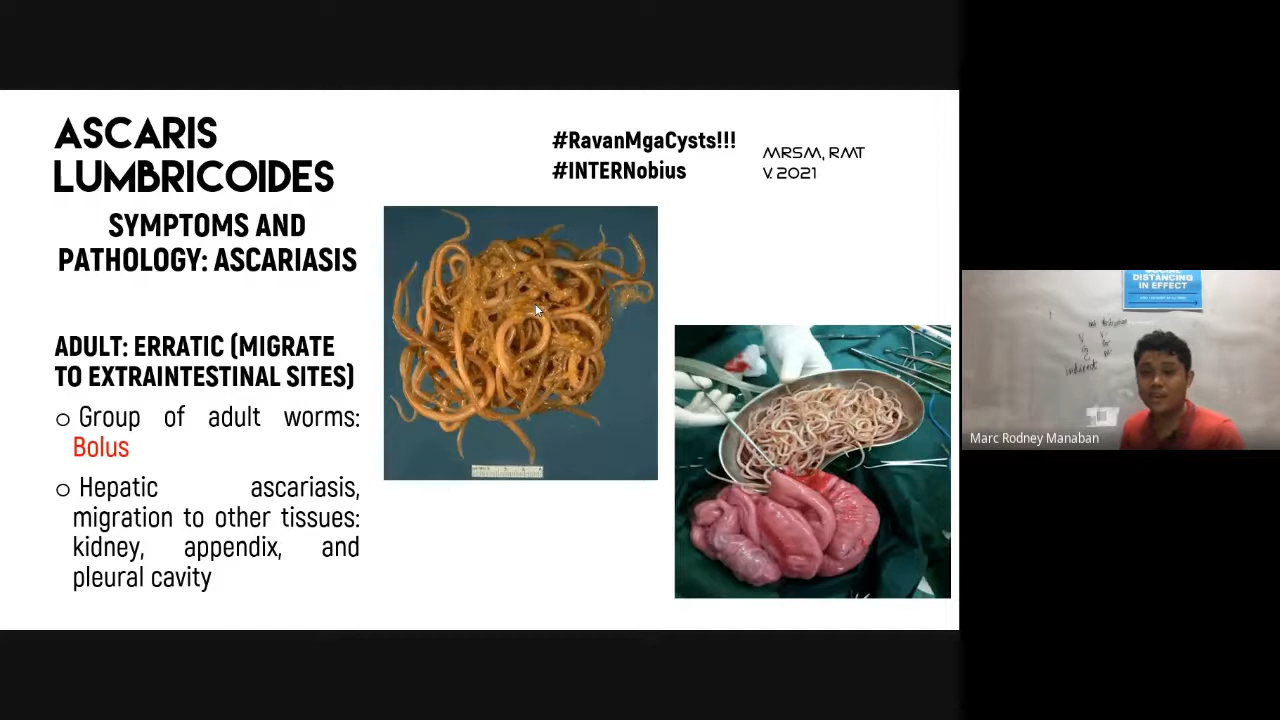 ASCARIS
LUMBRICOIDES
SYMPTOMS AND
PATHOLOGY: ASCARIASIS
ADULT: ERRATIC (MIGRATE
TO EXTRAINTESTINAL SITES)
o Group of adult worms:
Bolus
o Hepatic ascariasis,
migration to other tissues:
kidney, appendix, and
pleural cavity
#RavanMgaCysts!!!
#INTERNobius
MRSM, RMT
V. 2021
DISTANCING
IN EFFECT
indirect
Marc Rodney Manaban